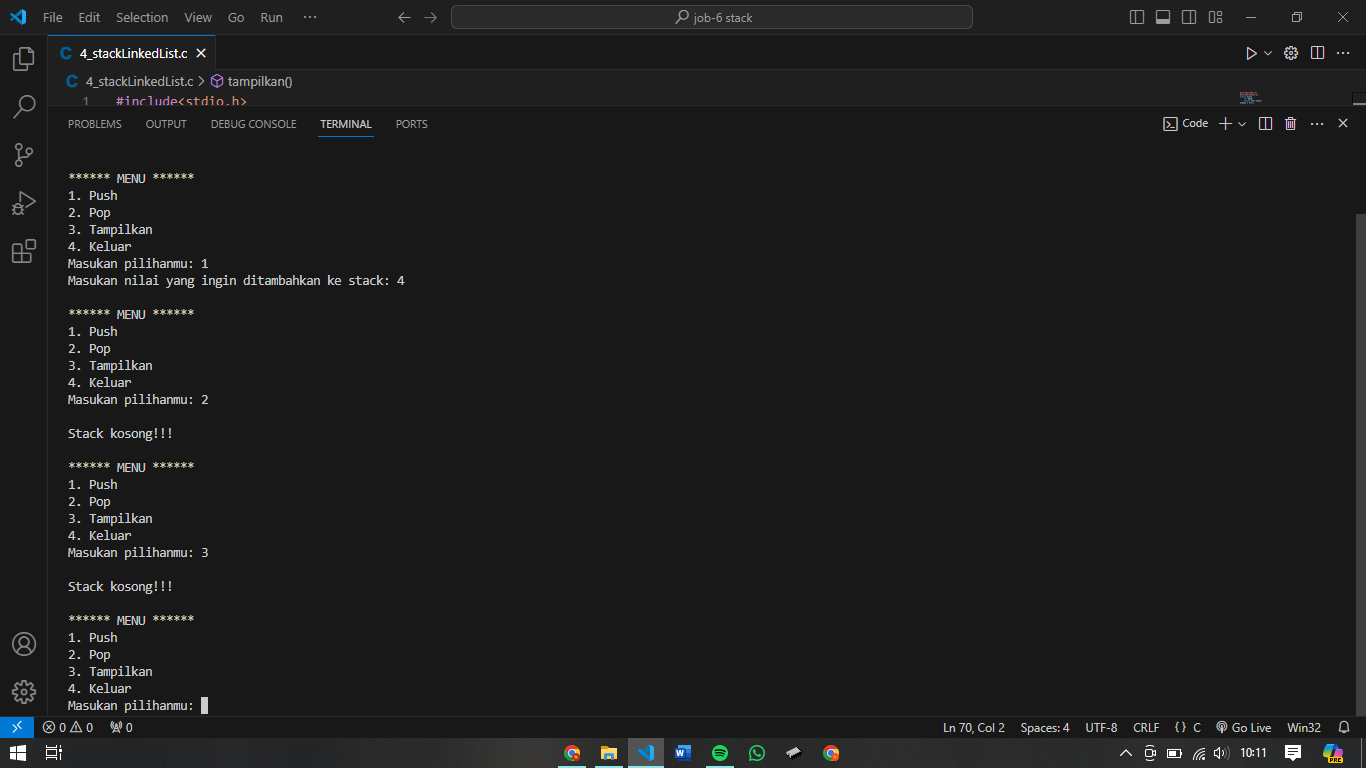 File Edit Selection View Go Run ···
job-6 stack
C 4_stackLinkedList.c
C 4_stackLinkedList.c > tampilkan()
1 #include<stdio.h>
PROBLEMS OUTPUT DEBUG CONSOLE TERMINAL PORTS
Code
****** MENU ******
1. Push
2. Pop
3. Tampilkan
4. Keluar
Masukan pilihanmu: 1
Masukan nilai yang ingin ditambahkan ke stack: 4
****** MENU ******
1. Push
2. Pop
3. Tampilkan
4. Keluar
Masukan pilihanmu: 2
Stack kosong!!!
****** MENU ******
1. Push
2. Pop
3. Tampilkan
4. Keluar
Masukan pilihanmu: 3
Stack kosong!!!
****** MENU ******
1. Push
2. Pop
3. Tampilkan
4. Keluar
Masukan pilihanmu:
0 0 0 Ln 70, Col 2 Spaces: 4 UTF-8 CRLF {} C Go Live Win32
10:11
PRE